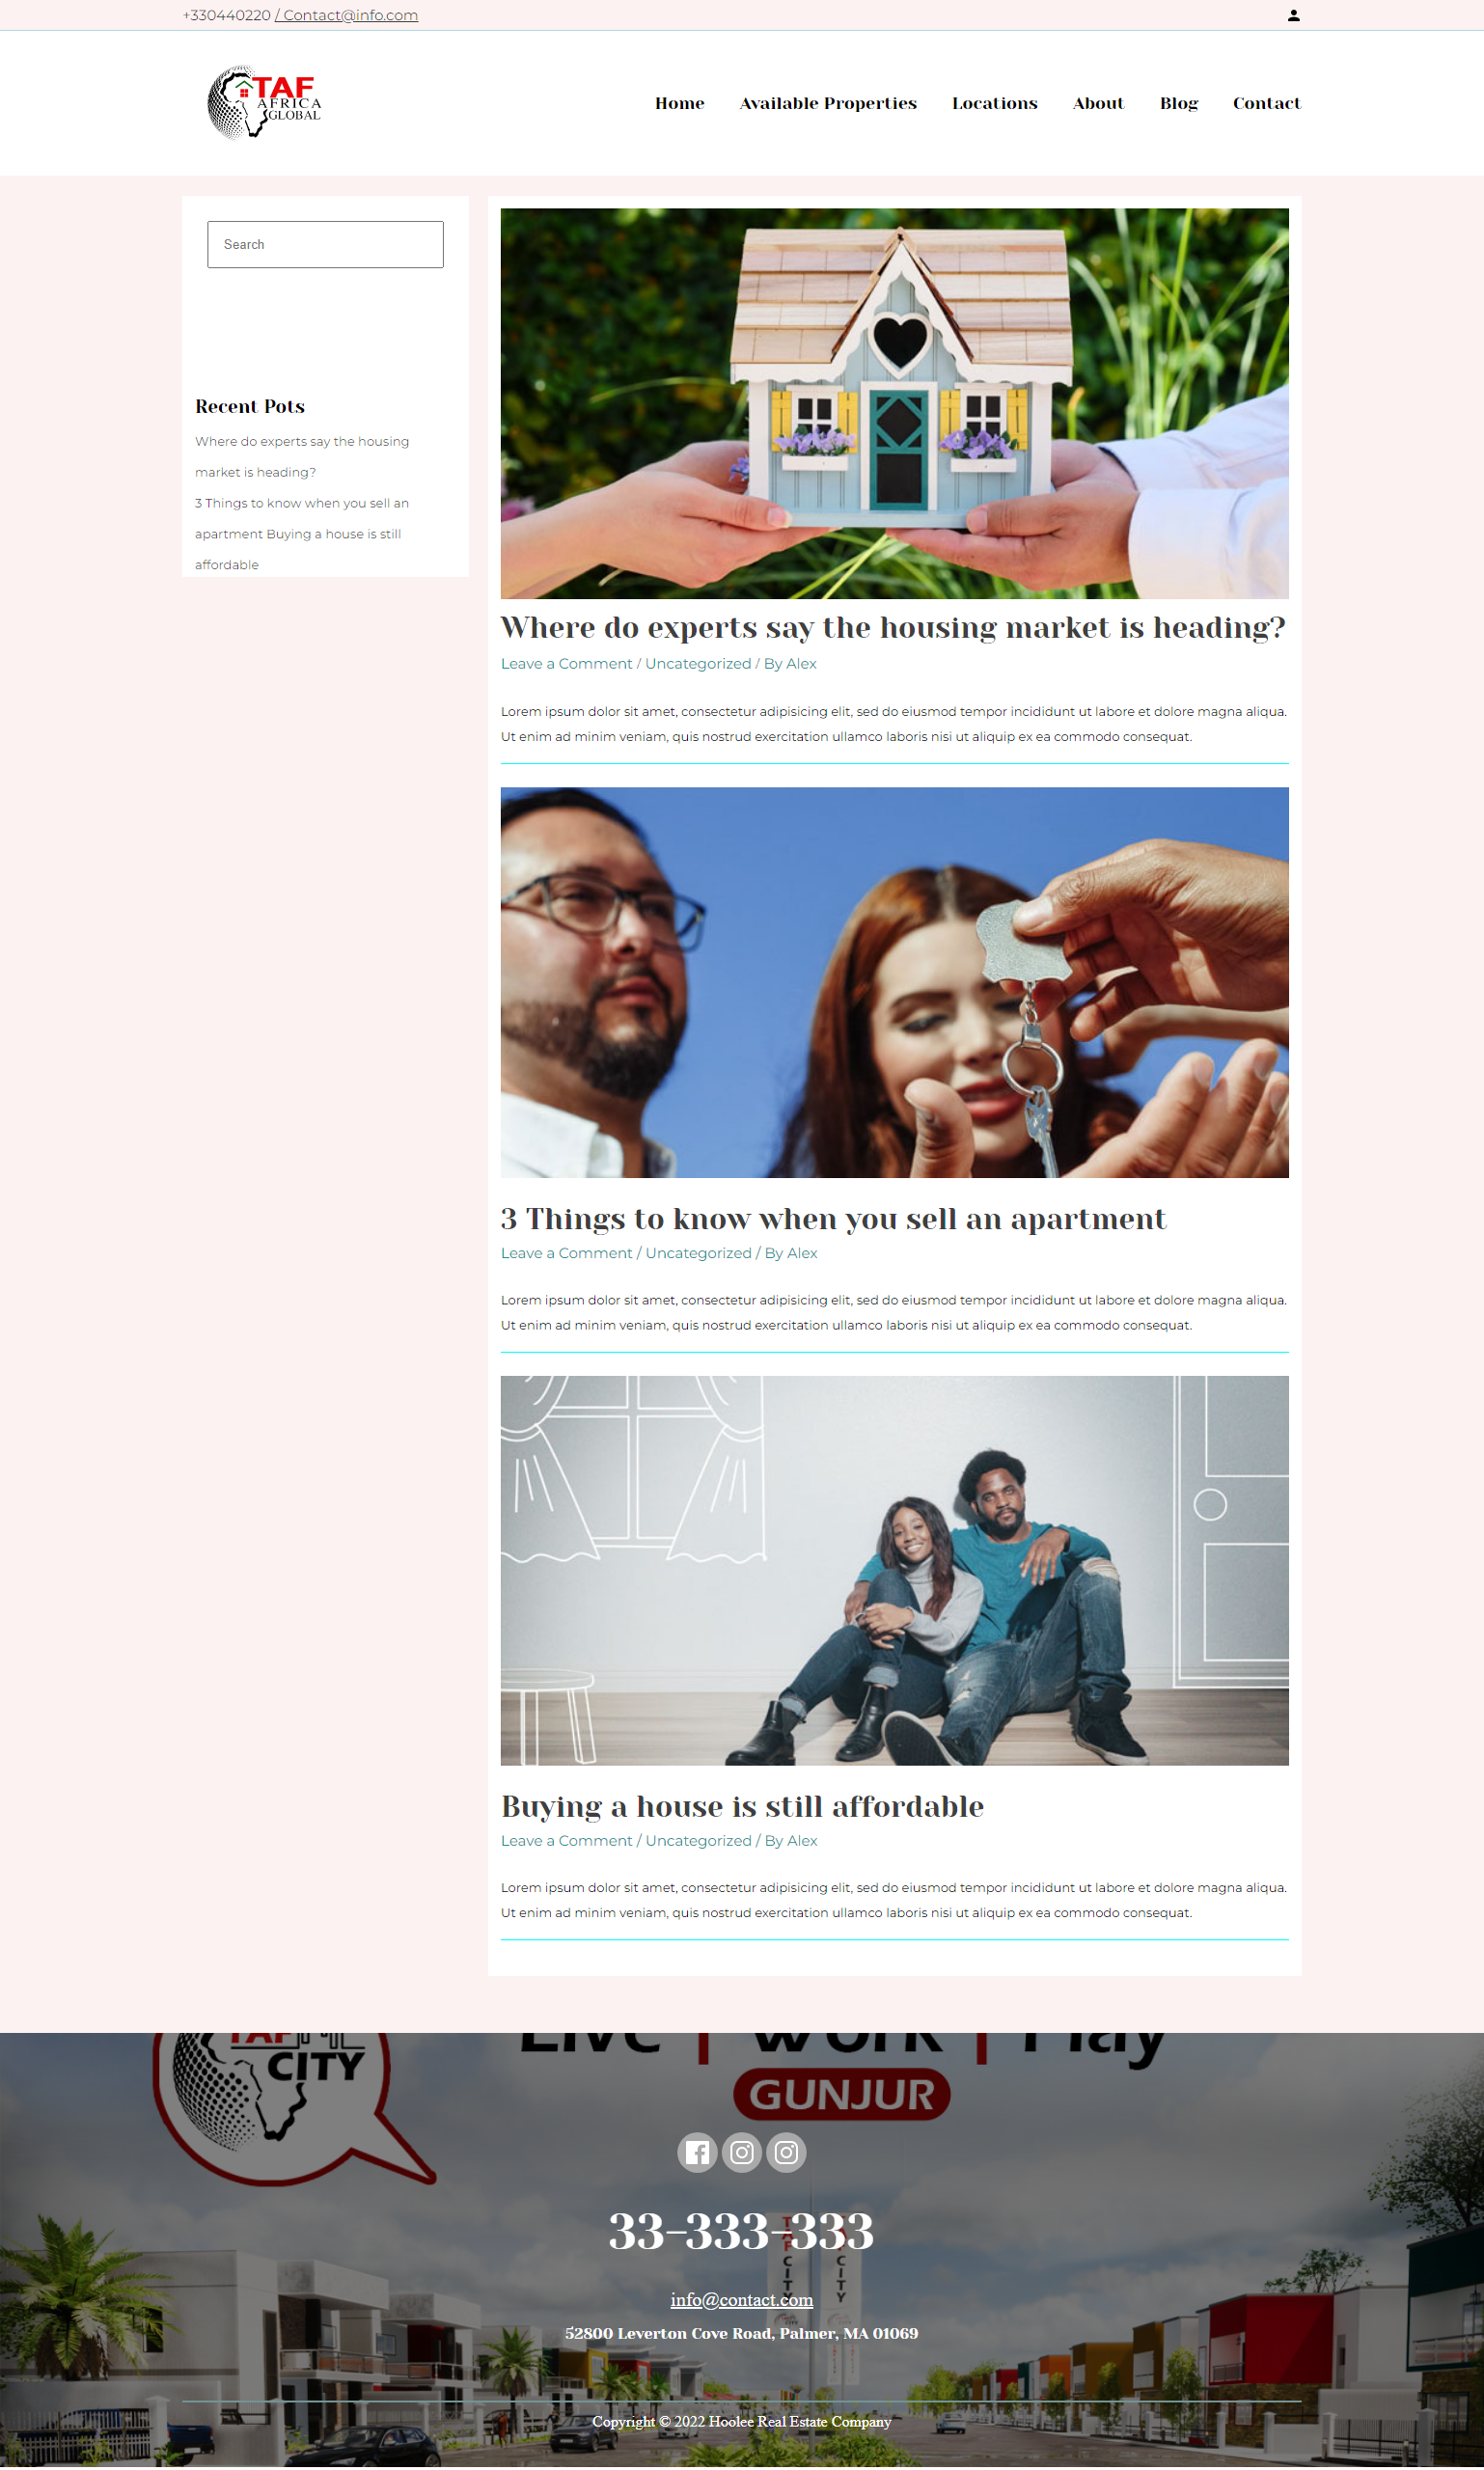 +330440220 / Contact@info.com
TAF
AFRICA
GLOBAL
Home Available Properties Locations About Blog Contact
Search
Recent Pots
Where do experts say the housing
market is heading?
3 Things to know when you sell an
apartment Buying a house is still
affordable
Where do experts say the housing market is heading?
Leave a Comment / Uncategorized / By Alex
Lorem ipsum dolor sit amet, consectetur adipisicing elit, sed do eiusmod tempor incididunt ut labore et dolore magna aliqua.
Ut enim ad minim veniam, quis nostrud exercitation ullamco laboris nisi ut aliquip ex ea commodo consequat.
3 Things to know when you sell an apartment
Leave a Comment / Uncategorized / By Alex
Lorem ipsum dolor sit amet, consectetur adipisicing elit, sed do eiusmod tempor incididunt ut labore et dolore magna aliqua.
Ut enim ad minim veniam, quis nostrud exercitation ullamco laboris nisi ut aliquip ex ea commodo consequat.
Buying a house is still affordable
Leave a Comment / Uncategorized / By Alex
Lorem ipsum dolor sit amet, consectetur adipisicing elit, sed do eiusmod tempor incididunt ut labore et dolore magna aliqua.
Ut enim ad minim veniam, quis nostrud exercitation ullamco laboris nisi ut aliquip ex ea commodo consequat.
TAF
CITY
Live | Work | Play
GUNJUR
33-333-333
TAF CITY
TAF CITY
info@contact.com
52800 Leverton Cove Road, Palmer, MA 01069
Copyright © 2022 Hoolee Real Estate Company